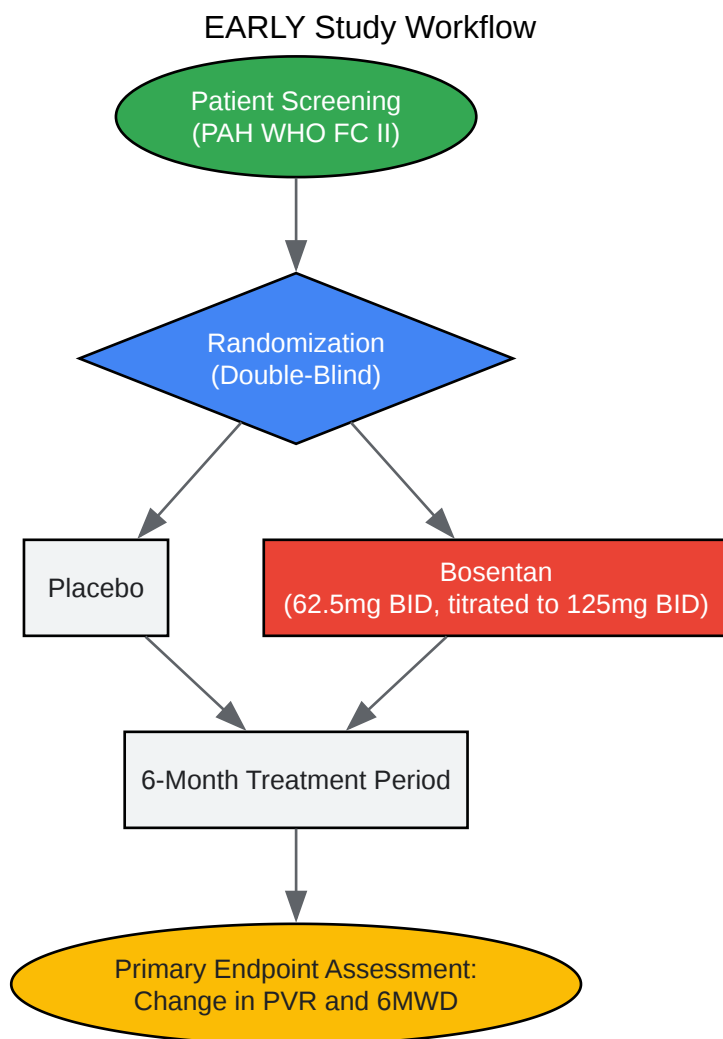 EARLY Study Workflow
Patient Screening
(PAH WHO FC II)
Randomization
(Double-Blind)
Placebo
Bosentan
(62.5mg BID, titrated to 125mg BID)
6-Month Treatment Period
Primary Endpoint Assessment:
Change in PVR and 6MWD